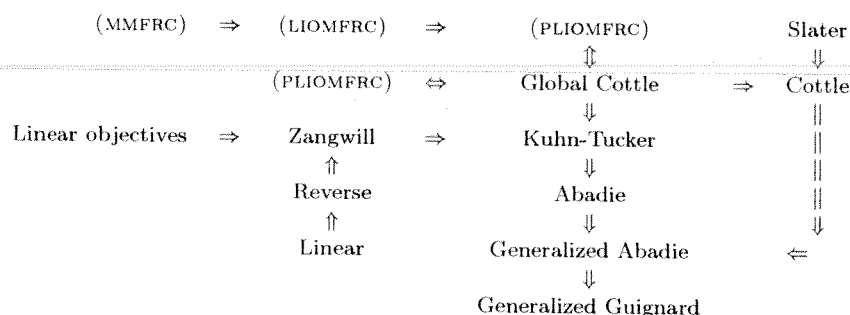 (MMFRC) ⇒ (LIOMFRC) ⇒ (PLIOMFRC) Slater
⇕ ⇓
(PLIOMFRC) ⇔ Global Cottle ⇒ Cottle
⇓ ||
Linear objectives ⇒ Zangwill ⇒ Kuhn-Tucker ||
⇑ ⇓ ||
Reverse Abadie ||
⇑ ⇓ ⇓
Linear Generalized Abadie ⇐
⇓
Generalized Guignard